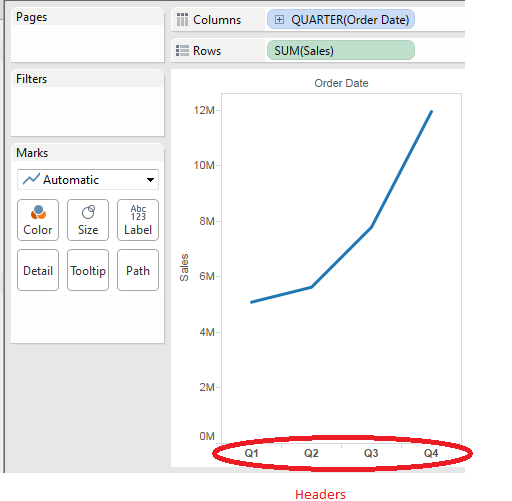 Pages
Columns
QUARTER(Order Date)
Rows
SUM(Sales)
Filters
Marks
Automatic
Color
Size
Abc
123
Label
Detail
Tooltip
Path
Order Date
12M
10M
8M
6M
4M
2M
0M
Sales
Q1 Q2 Q3 Q4
Headers